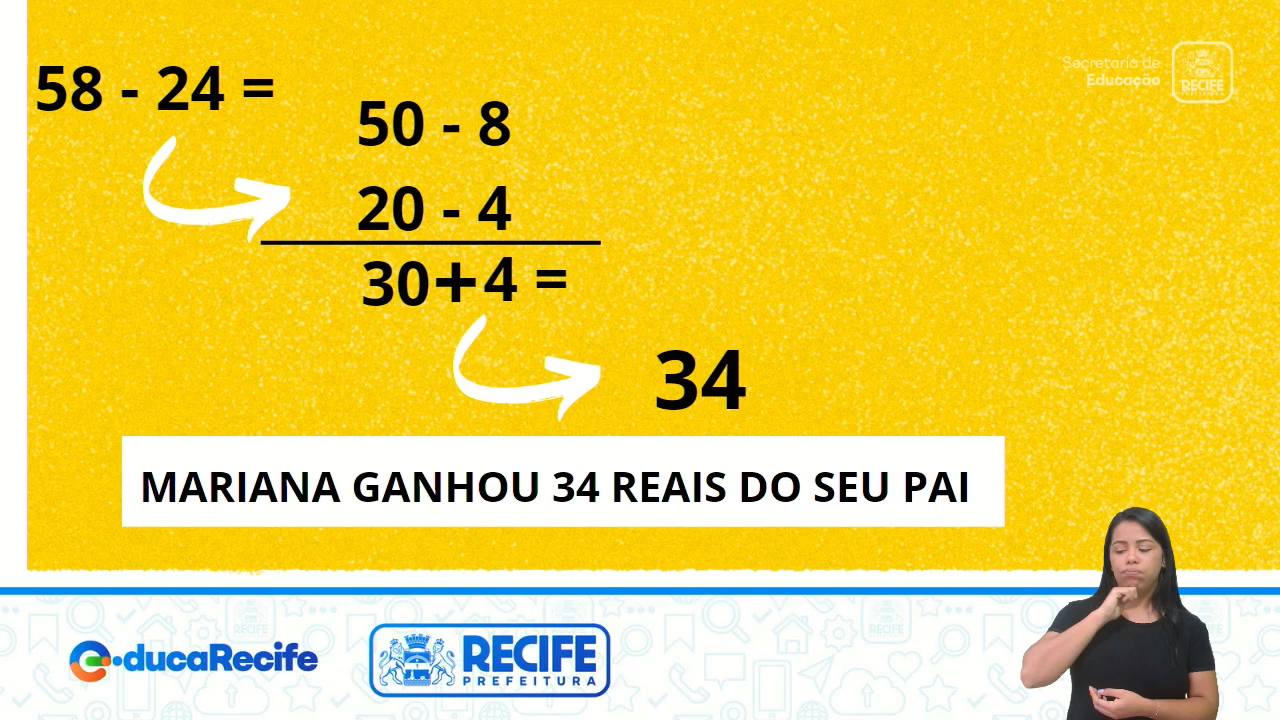 58 - 24 =
50 - 8
20 - 4
30+4 =
34
MARIANA GANHOU 34 REAIS DO SEU PAI
Secretaria de
Educação
RECIFE
PREFEITURA
educaRecife
RECIFE
PREFEITURA